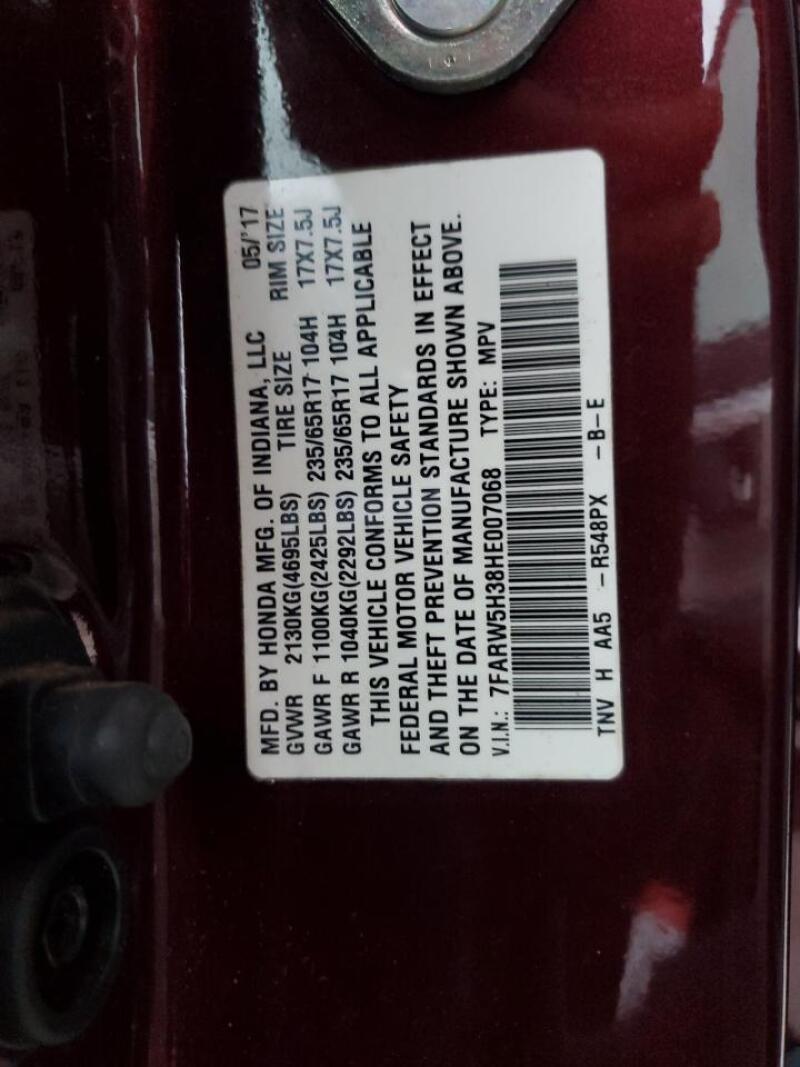 MFD. BY HONDA MFG. OF INDIANA, LLC 05/'17
GVWR 2130KG(4695LBS) TIRE SIZE RIM SIZE
GAWR F 1100KG(2425LBS) 235/65R17 104H 17X7.5J
GAWR R 1040KG(2292LBS) 235/65R17 104H 17X7.5J
THIS VEHICLE CONFORMS TO ALL APPLICABLE
FEDERAL MOTOR VEHICLE SAFETY
AND THEFT PREVENTION STANDARDS IN EFFECT
ON THE DATE OF MANUFACTURE SHOWN ABOVE.
V.I.N.: 7FARW5H38HE007068 TYPE: MPV
TNV H AA5 -R548PX -B-E